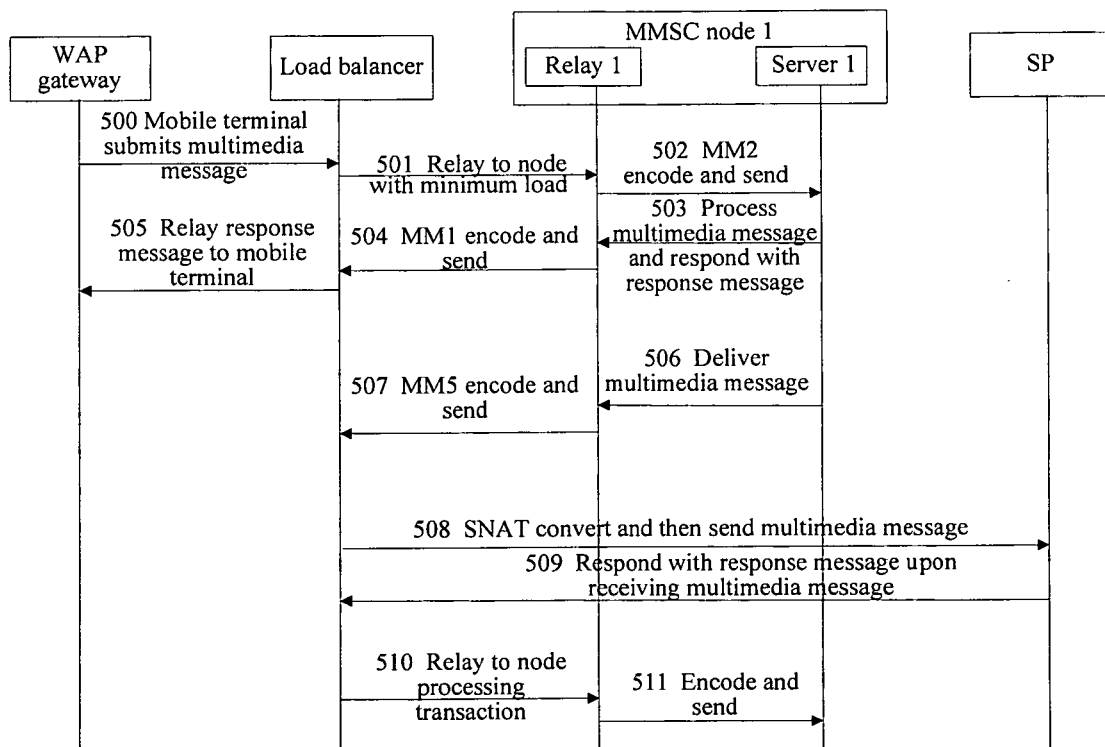 MMSC node 1
WAP
gateway
Load balancer
Relay 1
Server 1
SP
500 Mobile terminal
submits multimedia
message
501 Relay to node
with minimum load
502 MM2
encode and send
503 Process
multimedia message
and respond with
response message
504 MM1 encode and
send
505 Relay response
message to mobile
terminal
506 Deliver
multimedia message
507 MM5 encode and
send
508 SNAT convert and then send multimedia message
509 Respond with response message upon
receiving multimedia message
510 Relay to node
processing
transaction
511 Encode and
send